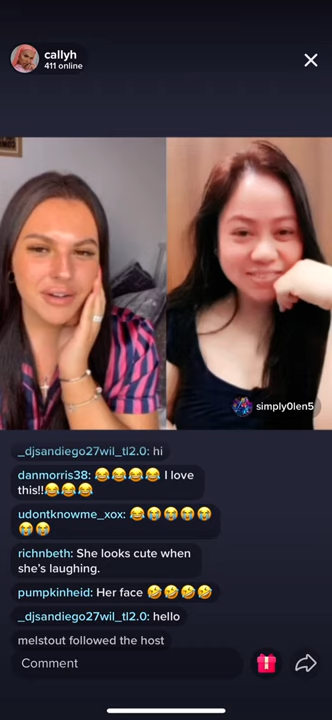 callyh
411 online
simply0len5
_djsandiego27wil_tl2.0: hi
danmorris38: 😂😂😂😂 I love
this!!😂😂😂
udontknowme_xox: 😂😭😭😭😭
😭😭
richnbeth: She looks cute when
she's laughing.
pumpkinheid: Her face 🤣🤣🤣🤣
_djsandiego27wil_tl2.0: hello
melstout followed the host
Comment